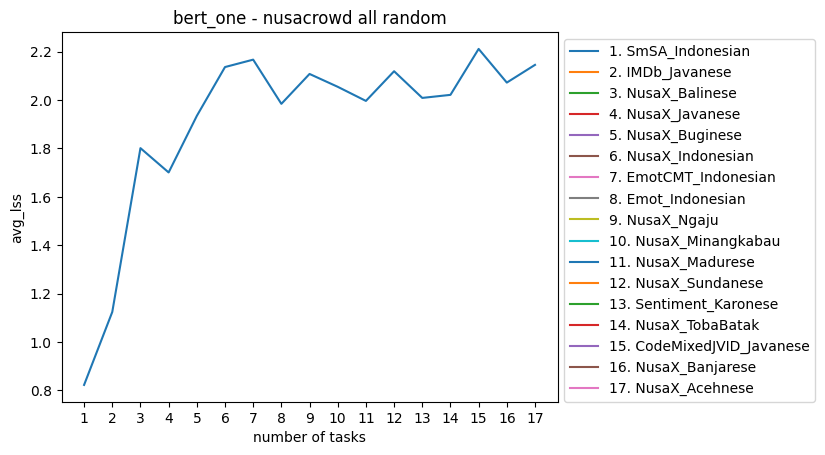 bert_one - nusacrowd all random
avg_lss
2.2
2.0
1.8
1.6
1.4
1.2
1.0
0.8
1 2 3 4 5 6 7 8 9 10 11 12 13 14 15 16 17
number of tasks
1. SmSA_Indonesian
2. IMDb_Javanese
3. NusaX_Balinese
4. NusaX_Javanese
5. NusaX_Buginese
6. NusaX_Indonesian
7. EmotCMT_Indonesian
8. Emot_Indonesian
9. NusaX_Ngaju
10. NusaX_Minangkabau
11. NusaX_Madurese
12. NusaX_Sundanese
13. Sentiment_Karonese
14. NusaX_TobaBatak
15. CodeMixedJVID_Javanese
16. NusaX_Banjarese
17. NusaX_Acehnese